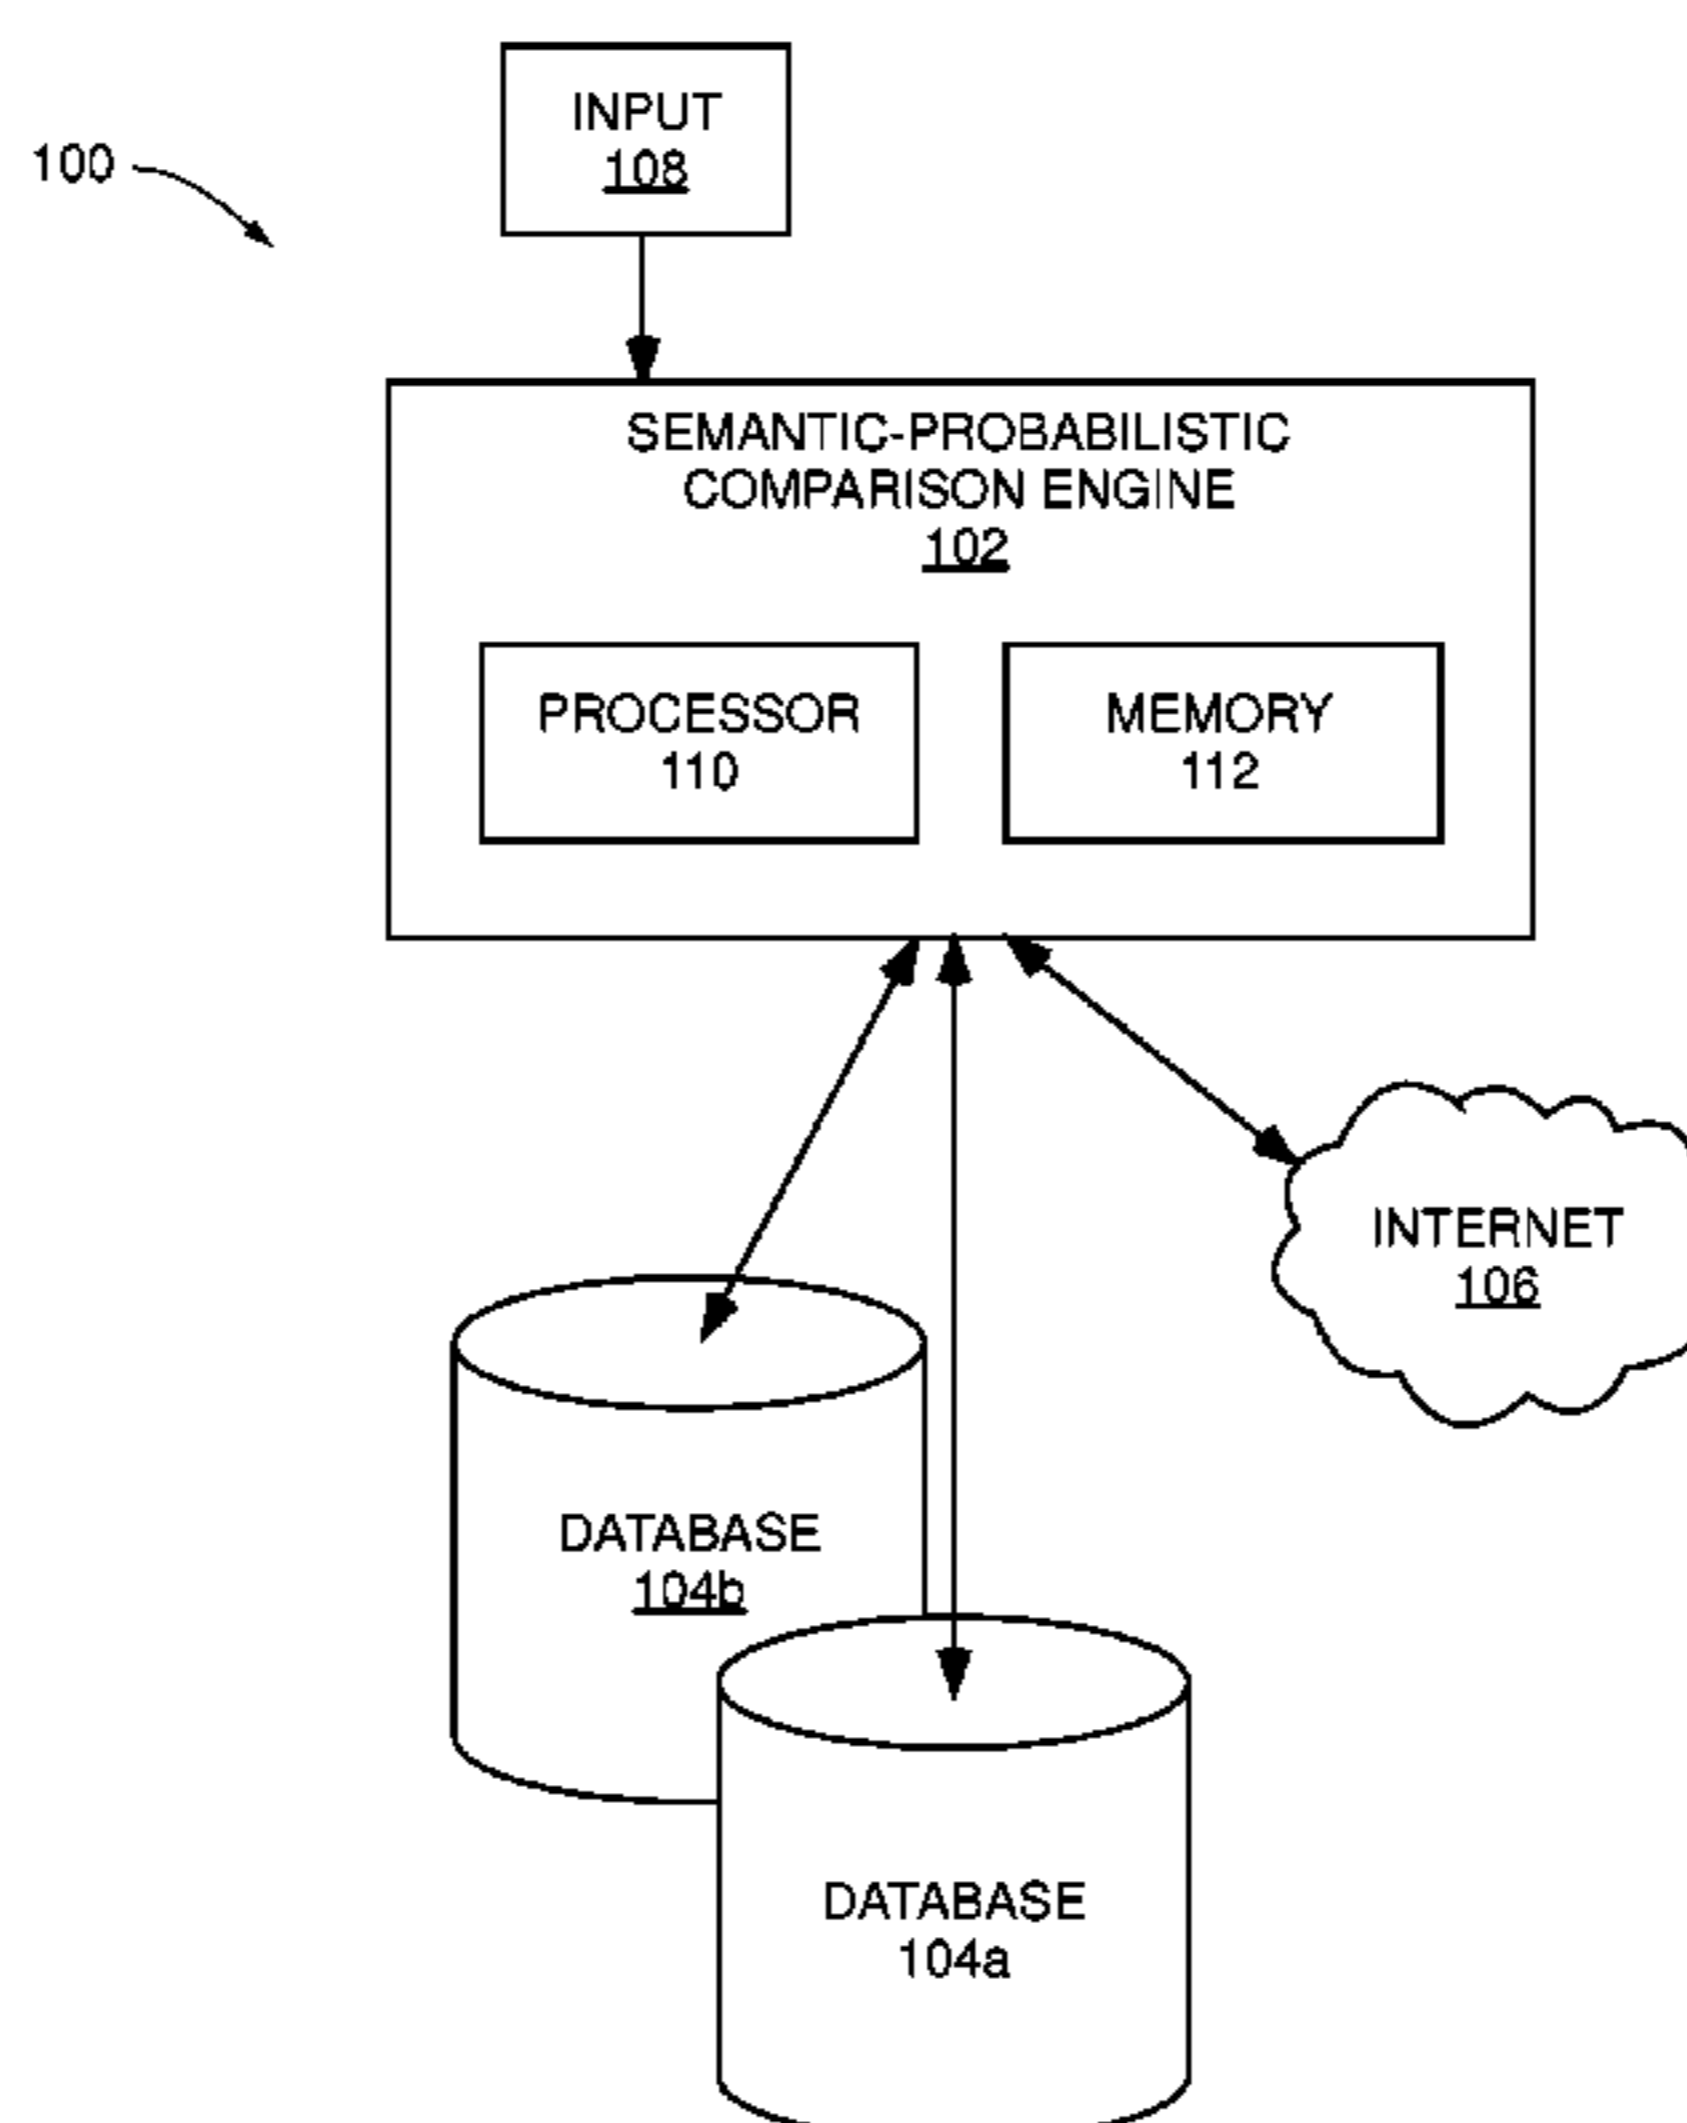 100
INPUT
108
SEMANTIC-PROBABILISTIC
COMPARISON ENGINE
102
PROCESSOR
110
MEMORY
112
INTERNET
106
DATABASE
104b
DATABASE
104a